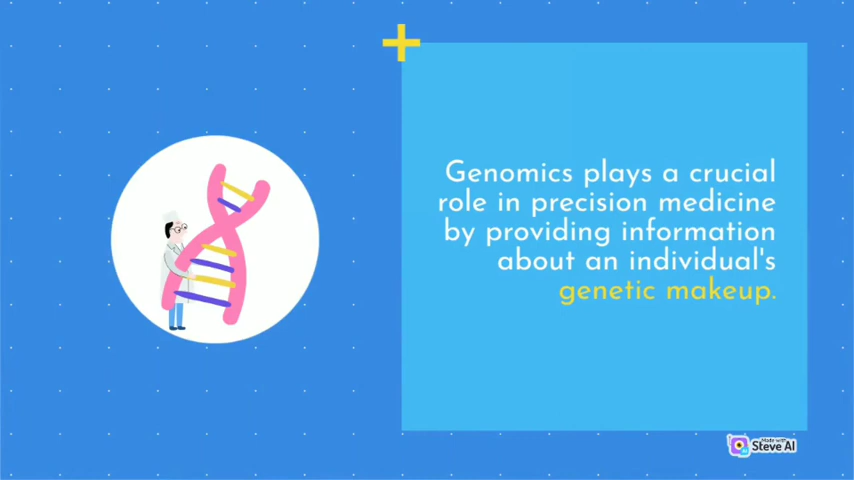 Genomics plays a crucial
role in precision medicine
by providing information
about an individual's
genetic makeup.
Made with
Steve AI